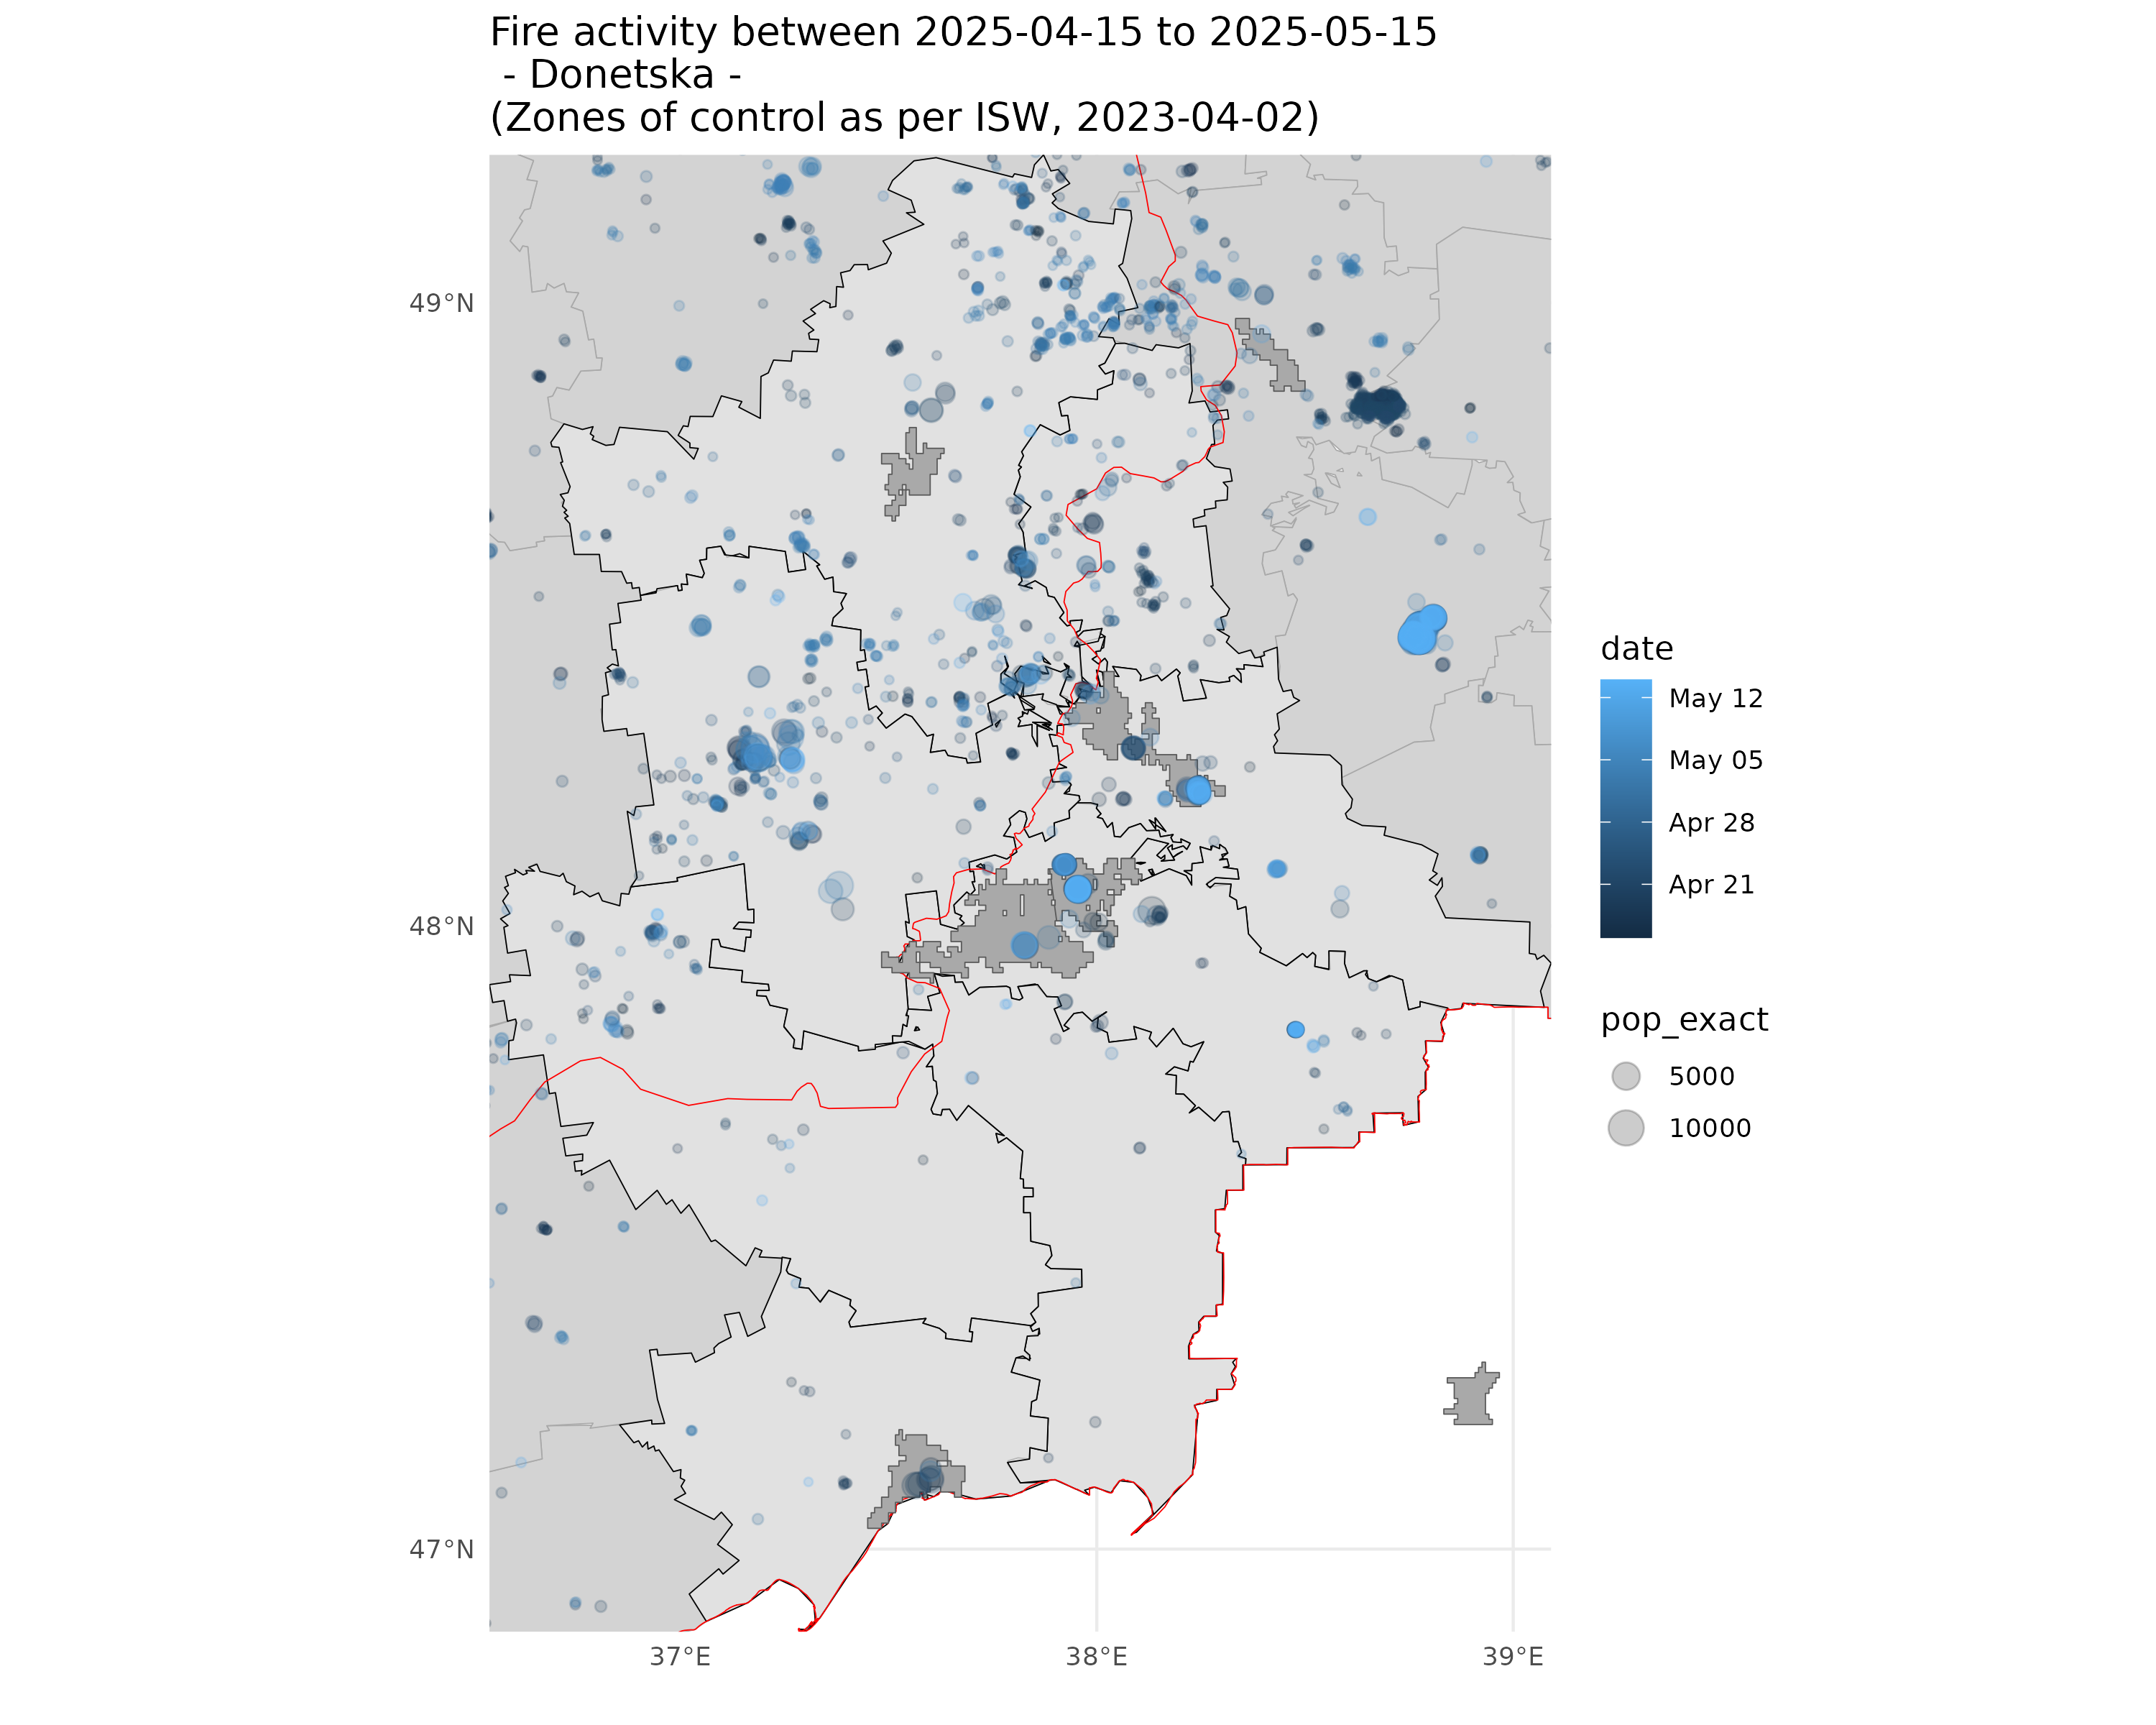 Fire activity between 2025-04-15 to 2025-05-15
- Donetska -
(Zones of control as per ISW, 2023-04-02)
49°N
48°N
47°N
37°E
38°E
39°E
date
May 12
May 05
Apr 28
Apr 21
pop_exact
5000
10000